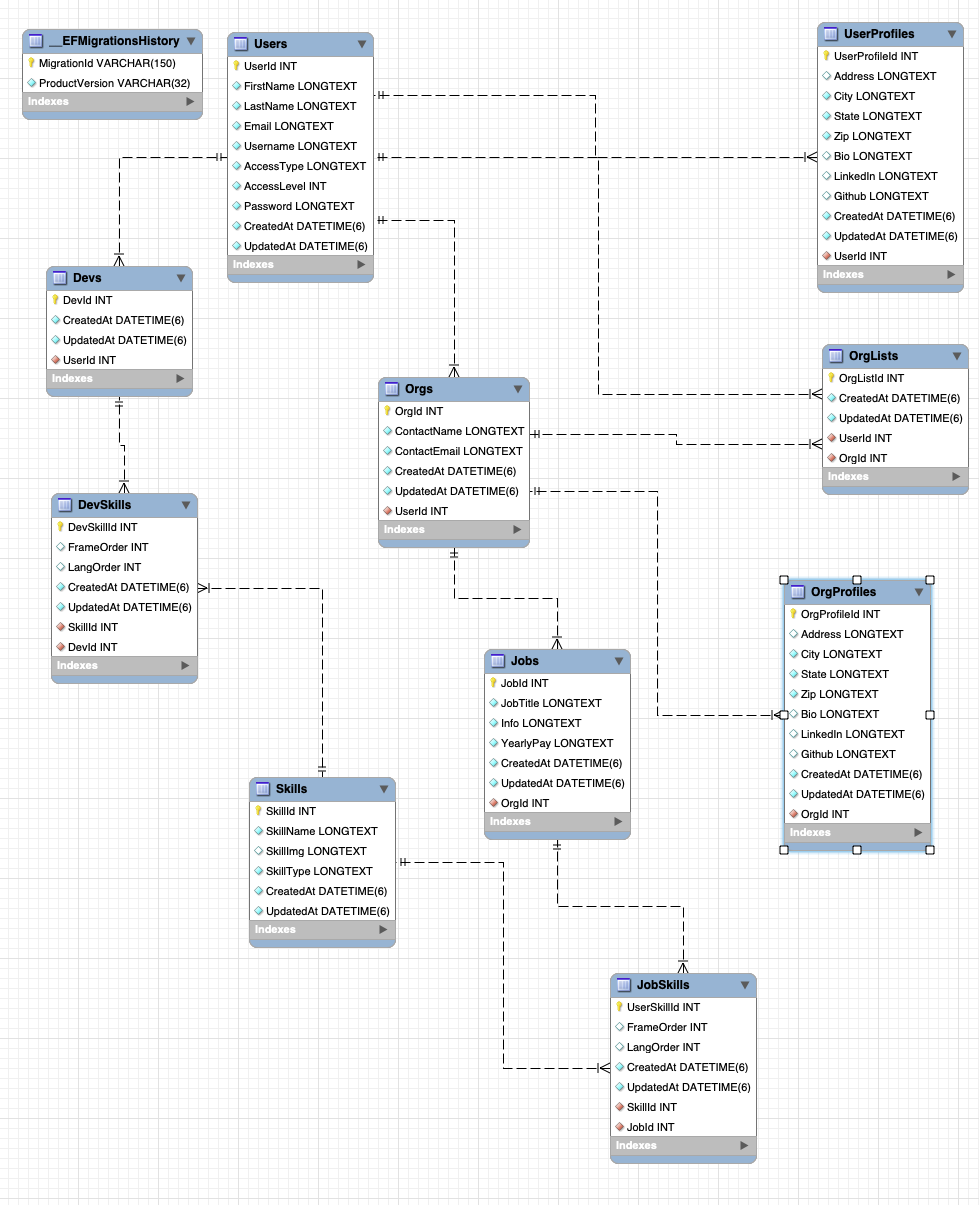 __EFMigrationsHistory
MigrationId VARCHAR(150)
ProductVersion VARCHAR(32)
Indexes
Users
UserId INT
FirstName LONGTEXT
LastName LONGTEXT
Email LONGTEXT
Username LONGTEXT
AccessType LONGTEXT
AccessLevel INT
Password LONGTEXT
CreatedAt DATETIME(6)
UpdatedAt DATETIME(6)
Indexes
UserProfiles
UserProfileId INT
Address LONGTEXT
City LONGTEXT
State LONGTEXT
Zip LONGTEXT
Bio LONGTEXT
LinkedIn LONGTEXT
Github LONGTEXT
CreatedAt DATETIME(6)
UpdatedAt DATETIME(6)
UserId INT
Indexes
Devs
DevId INT
CreatedAt DATETIME(6)
UpdatedAt DATETIME(6)
UserId INT
Indexes
Orgs
OrgId INT
ContactName LONGTEXT
ContactEmail LONGTEXT
CreatedAt DATETIME(6)
UpdatedAt DATETIME(6)
UserId INT
Indexes
OrgLists
OrgListId INT
CreatedAt DATETIME(6)
UpdatedAt DATETIME(6)
UserId INT
OrgId INT
Indexes
DevSkills
DevSkillId INT
FrameOrder INT
LangOrder INT
CreatedAt DATETIME(6)
UpdatedAt DATETIME(6)
SkillId INT
DevId INT
Indexes
OrgProfiles
OrgProfileId INT
Address LONGTEXT
City LONGTEXT
State LONGTEXT
Zip LONGTEXT
Bio LONGTEXT
LinkedIn LONGTEXT
Github LONGTEXT
CreatedAt DATETIME(6)
UpdatedAt DATETIME(6)
OrgId INT
Indexes
Jobs
JobId INT
JobTitle LONGTEXT
Info LONGTEXT
YearlyPay LONGTEXT
CreatedAt DATETIME(6)
UpdatedAt DATETIME(6)
OrgId INT
Indexes
Skills
SkillId INT
SkillName LONGTEXT
SkillImg LONGTEXT
SkillType LONGTEXT
CreatedAt DATETIME(6)
UpdatedAt DATETIME(6)
Indexes
JobSkills
UserSkillId INT
FrameOrder INT
LangOrder INT
CreatedAt DATETIME(6)
UpdatedAt DATETIME(6)
SkillId INT
JobId INT
Indexes